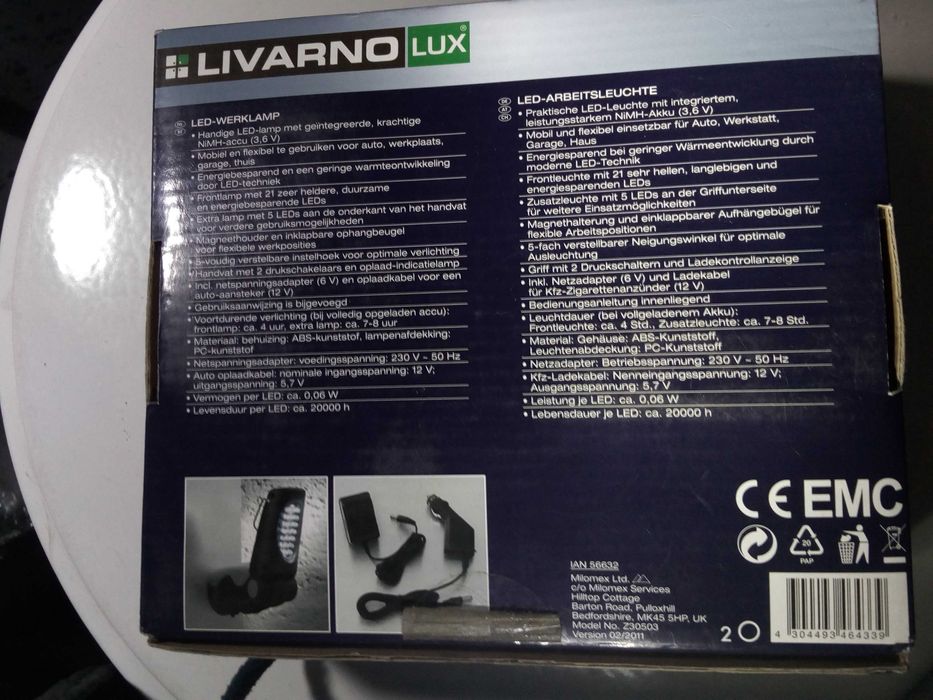 LIVARNO LUX®
NL
BE
LED-WERKLAMP
• Handige LED-lamp met geïntegreerde, krachtige
NiMH-accu (3,6 V)
• Mobiel en flexibel te gebruiken voor auto, werkplaats,
garage, thuis
• Energiebesparend en een geringe warmteontwikkeling
door LED-techniek
• Frontlamp met 21 zeer heldere, duurzame
en energiebesparende LEDs
• Extra lamp met 5 LEDs aan de onderkant van het handvat
voor verdere gebruiksmogelijkheden
• Magneethouder en inklapbare ophangbeugel
voor flexibele werkposities
• 5-voudig verstelbare instelhoek voor optimale verlichting
• Handvat met 2 drukschakelaars en oplaad-indicatielamp
• Incl. netspanningsadapter (6 V) en oplaadkabel voor een
auto-aansteker (12 V)
• Gebruiksaanwijzing is bijgevoegd
• Voortdurende verlichting (bij volledig opgeladen accu):
frontlamp: ca. 4 uur, extra lamp: ca. 7-8 uur
• Materiaal: behuizing: ABS-kunststof, lampenafdekking:
PC-kunststof
• Netspanningsadapter: voedingsspanning: 230 V ~ 50 Hz
• Auto oplaadkabel: nominale ingangsspanning: 12 V;
uitgangsspanning: 5,7 V
• Vermogen per LED: ca. 0,06 W
• Levensduur per LED: ca. 20000 h
DE
AT
CH
LED-ARBEITSLEUCHTE
• Praktische LED-Leuchte mit integriertem,
leistungsstarkem NiMH-Akku (3,6 V)
• Mobil und flexibel einsetzbar für Auto, Werkstatt,
Garage, Haus
• Energiesparend bei geringer Wärmeentwicklung durch
moderne LED-Technik
• Frontleuchte mit 21 sehr hellen, langlebigen und
energiesparenden LEDs
• Zusatzleuchte mit 5 LEDs an der Griffunterseite
für weitere Einsatzmöglichkeiten
• Magnethalterung und einklappbarer Aufhängebügel für
flexible Arbeitspositionen
• 5-fach verstellbarer Neigungswinkel für optimale
Ausleuchtung
• Griff mit 2 Druckschaltern und Ladekontrollanzeige
• Inkl. Netzadapter (6 V) und Ladekabel
für Kfz-Zigarettenanzünder (12 V)
• Bedienungsanleitung innenliegend
• Leuchtdauer (bei vollgeladenem Akku):
Frontleuchte: ca. 4 Std., Zusatzleuchte: ca. 7-8 Std.
• Material: Gehäuse: ABS-Kunststoff,
Leuchtenabdeckung: PC-Kunststoff
• Netzadapter: Betriebsspannung: 230 V ~ 50 Hz
• Kfz-Ladekabel: Nenneingangsspannung: 12 V;
Ausgangsspannung: 5,7 V
• Leistung je LED: ca. 0,06 W
• Lebensdauer je LED: ca. 20000 h
CE EMC
20
PAP
IAN 56632
Milomex Ltd.
c/o Milomex Services
Hilltop Cottage
Barton Road, Pulloxhill
Bedfordshire, MK45 5HP, UK
Model No. Z30503
Version 02/2011
2
4 304493 464339